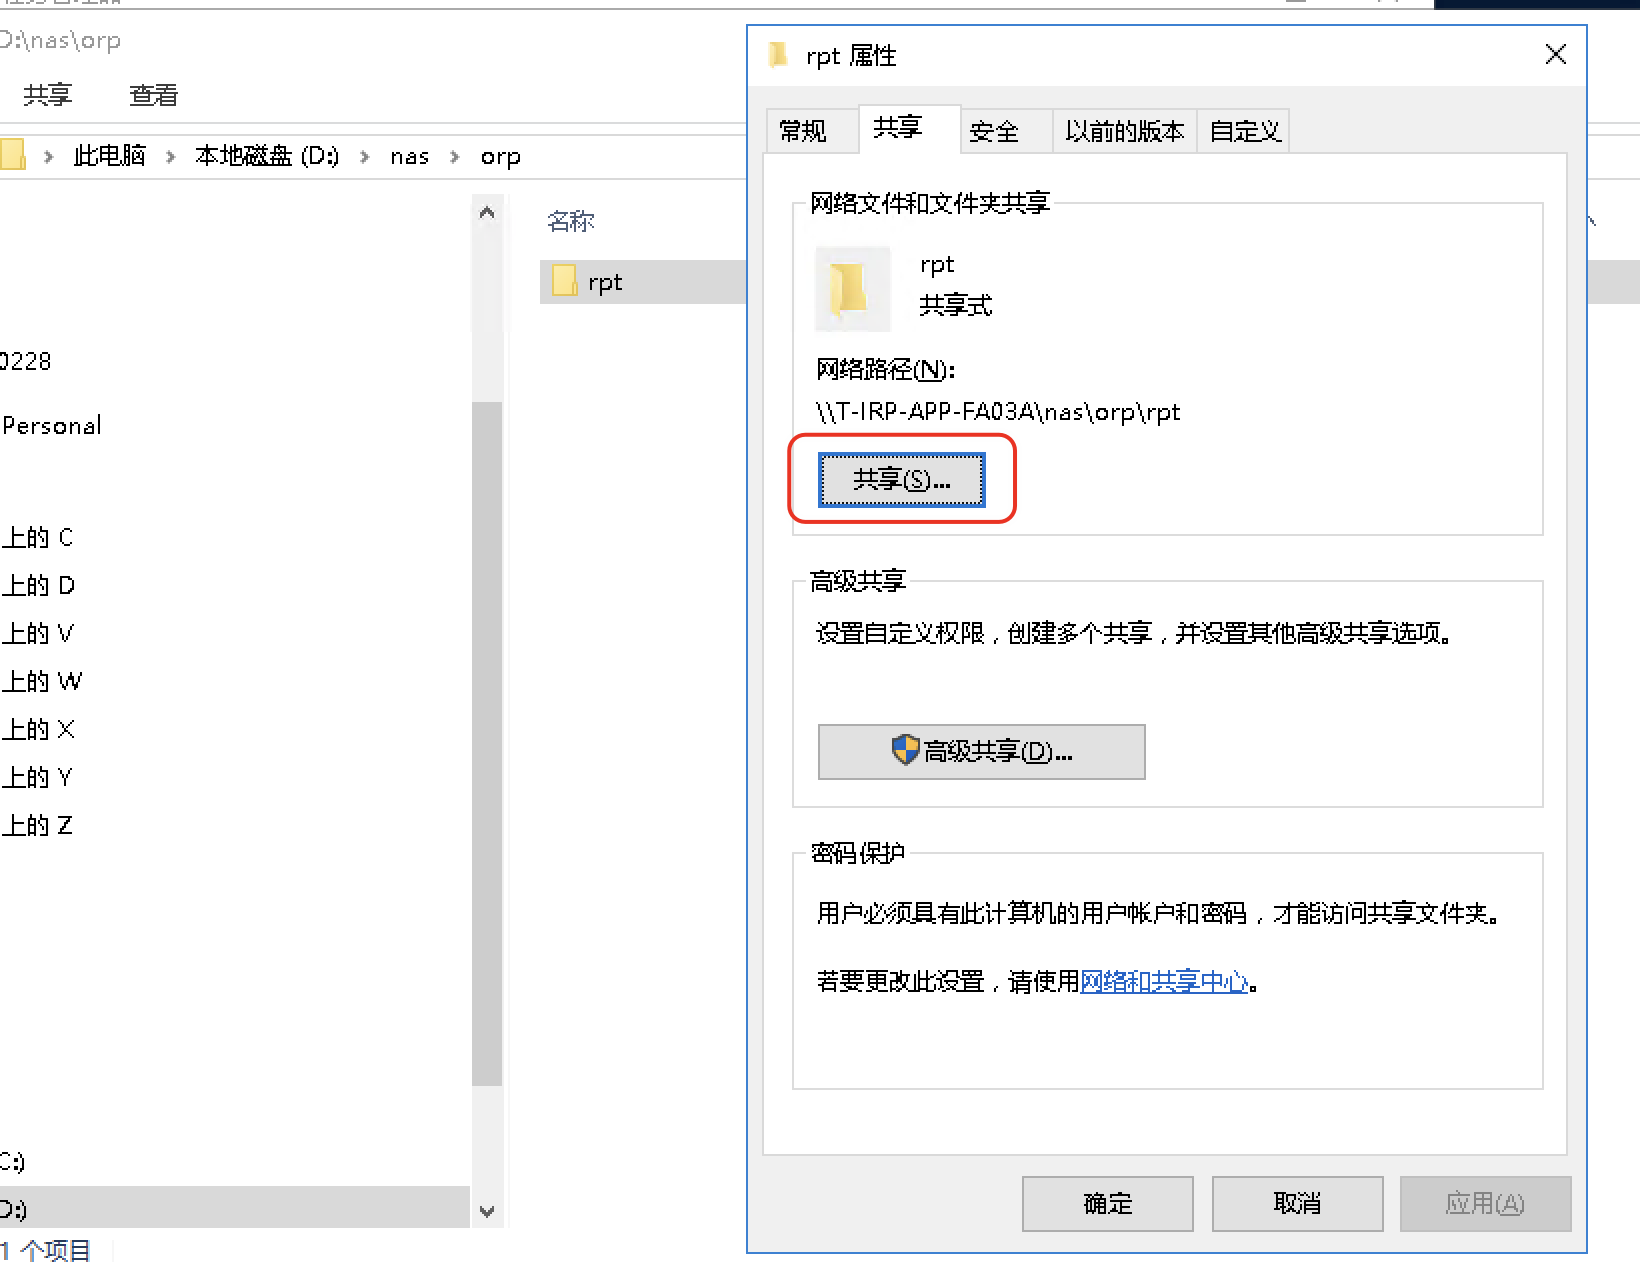 D:\nas\orp
共享 查看
此电脑 本地磁盘 (D:) nas orp
名称
rpt
0228
Personal
上的 C
上的 D
上的 V
上的 W
上的 X
上的 Y
上的 Z
C:)
D:)
1 个项目
rpt 属性
常规 共享 安全 以前的版本 自定义
网络文件和文件夹共享
rpt
共享式
网络路径(N):
\\T-IRP-APP-FA03A\nas\orp\rpt
共享(S)...
高级共享
设置自定义权限，创建多个共享，并设置其他高级共享选项。
高级共享(D)...
密码保护
用户必须具有此计算机的用户帐户和密码，才能访问共享文件夹。
若要更改此设置，请使用网络和共享中心。
确定 取消 应用(A)